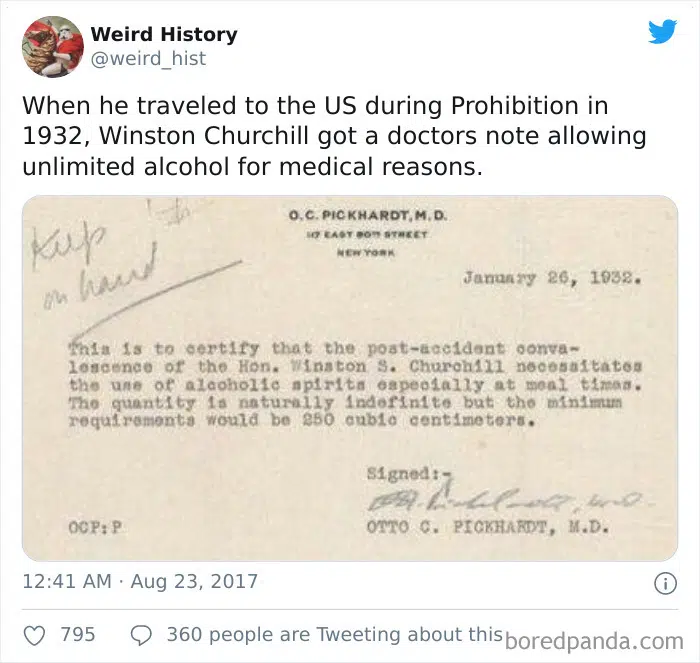 Weird History
@weird_hist
When he traveled to the US during Prohibition in
1932, Winston Churchill got a doctors note allowing
unlimited alcohol for medical reasons.
Keep
on hand
O.C. PICKHARDT, M.D.
117 EAST 80TH STREET
NEW YORK
January 26, 1932.
This is to certify that the post-accident conva-
lescence of the Hon. Winston S. Churchill necessitates
the use of alcoholic spirits especially at meal times.
The quantity is naturally indefinite but the minimum
requirements would be 250 cubic centimeters.
Signed:-
OCP:P
OTTO C. PICKHARDT, M.D.
12:41 AM · Aug 23, 2017
795
360 people are Tweeting about this
boredpanda.com